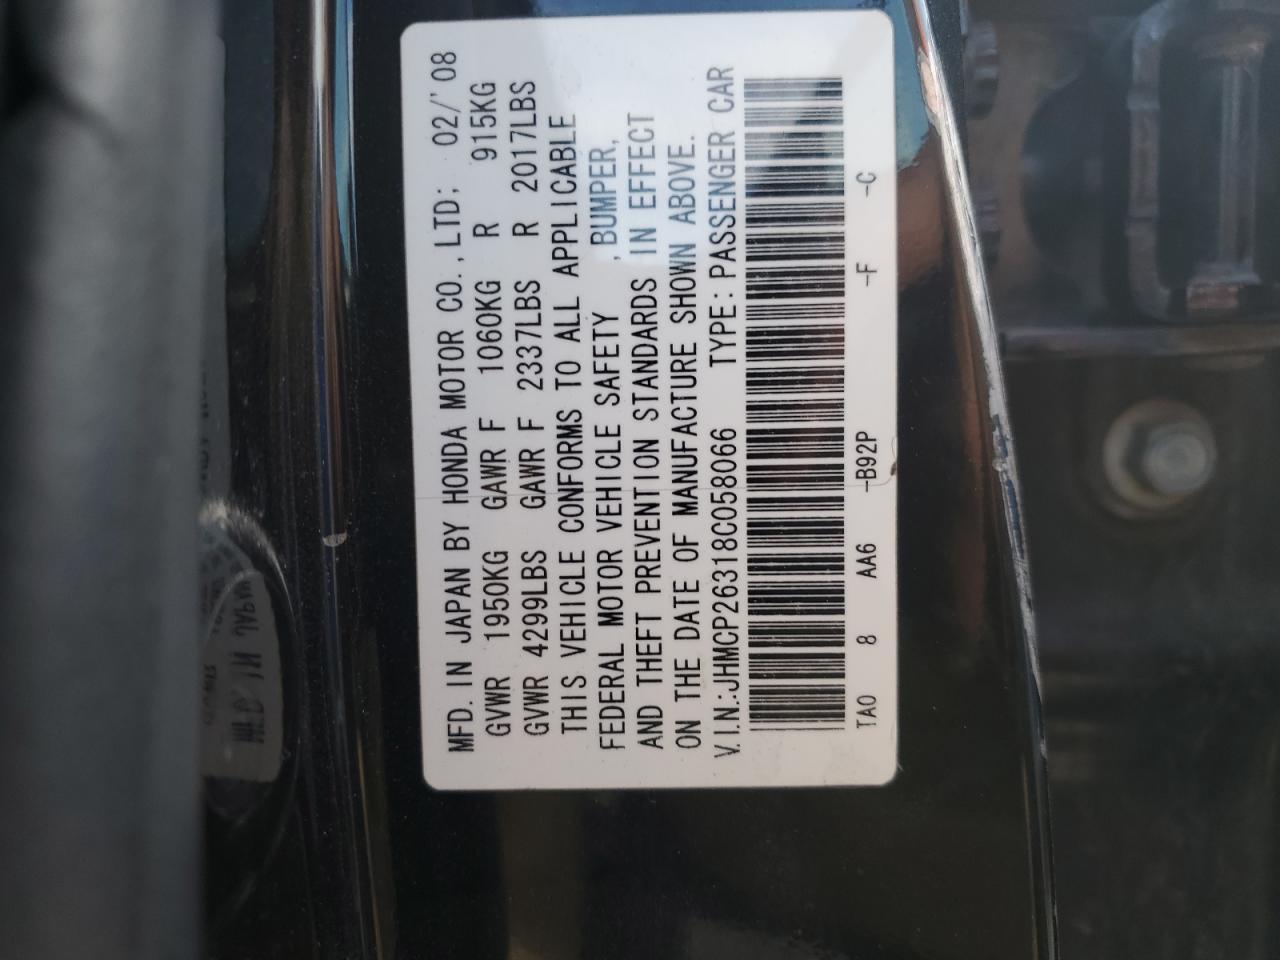 MFD. IN JAPAN BY HONDA MOTOR CO., LTD: 02/'08
GVWR 1950KG GAWR F 1060KG R 915KG
GVWR 4299LBS GAWR F 2337LBS R 2017LBS
THIS VEHICLE CONFORMS TO ALL APPLICABLE
FEDERAL MOTOR VEHICLE SAFETY , BUMPER,
AND THEFT PREVENTION STANDARDS IN EFFECT
ON THE DATE OF MANUFACTURE SHOWN ABOVE.
V.I.N.:JHMCP26318C058066 TYPE:PASSENGER CAR
TA0 8 AA6 -B92P -F -C